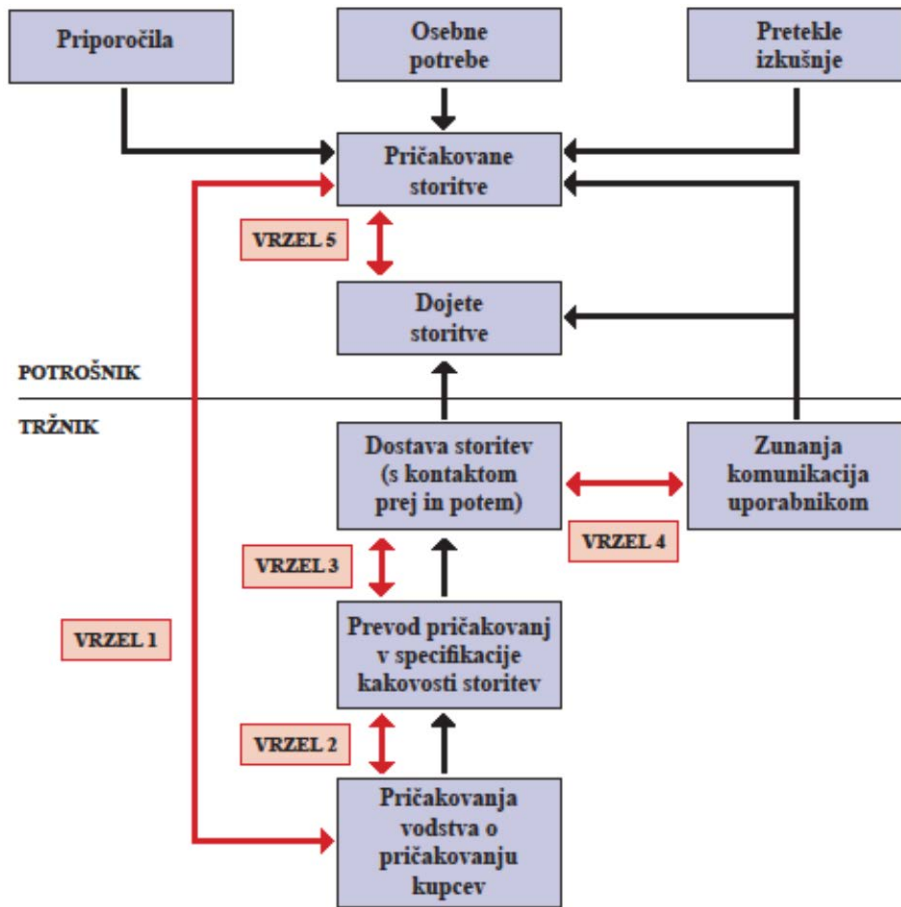 Priporočila
Osebne
potrebe
Pretekle
izkušnje
Pričakovane
storitve
VRZEL 5
Dojete
storitve
POTROŠNIK
TRŽNIK
Dostava storitev
(s kontaktom
prej in potem)
Zunanja
komunikacija
uporabnikom
VRZEL 4
VRZEL 3
Prevod pričakovanj
v specifikacije
kakovosti storitev
VRZEL 1
VRZEL 2
Pričakovanja
vodstva o
pričakovanju
kupcev